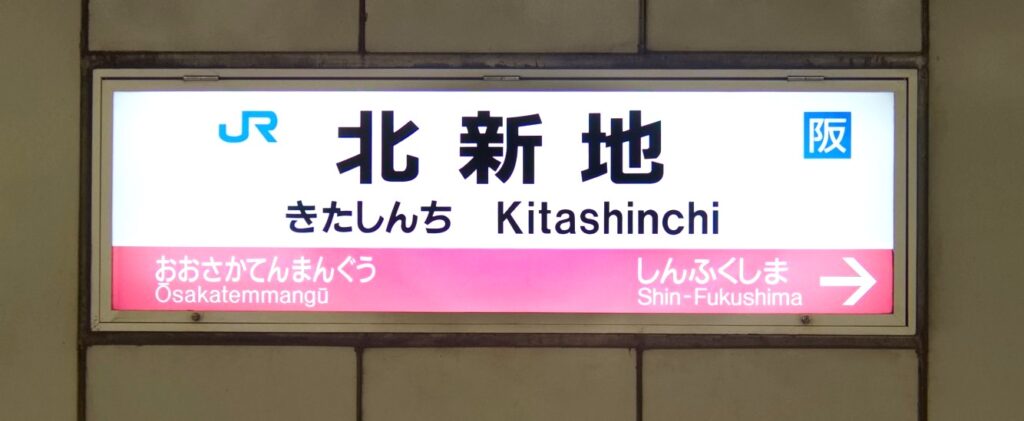 JR 北新地 阪
きたしんち Kitashinchi
おおさかてんまんぐう しんふくしま →
Ōsakatemmangū Shin-Fukushima